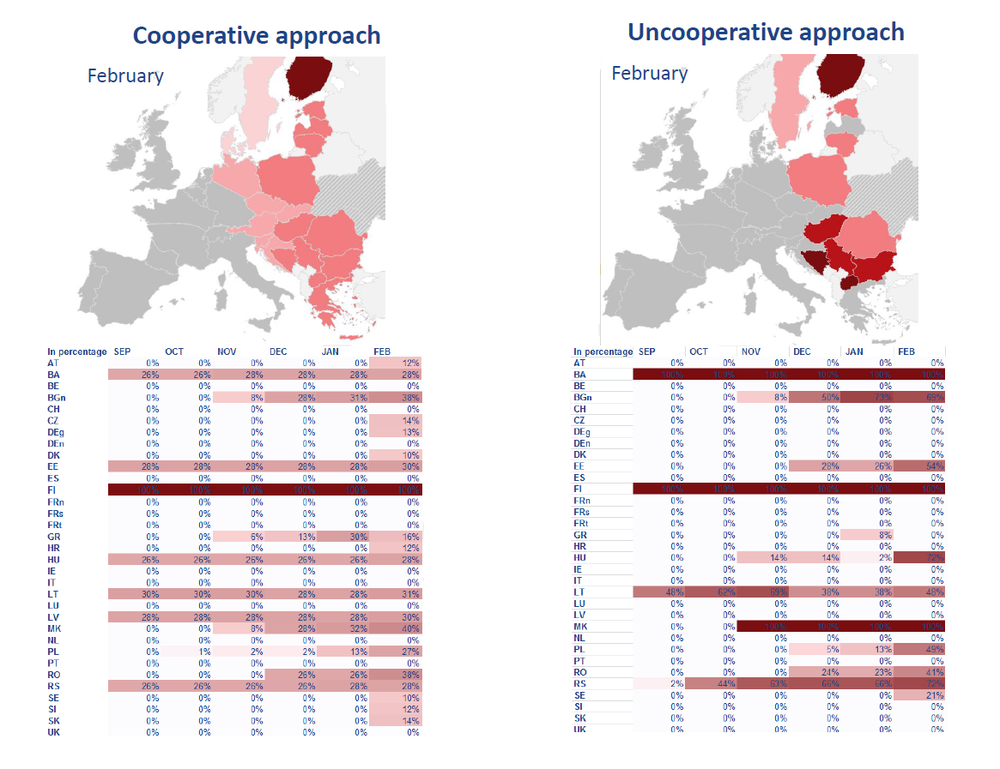 Cooperative approach
February
In percentage SEP OCT NOV DEC JAN FEB
AT 0% 0% 0% 0% 0% 12%
BA 26% 26% 28% 28% 28% 28%
BE 0% 0% 0% 0% 0% 0%
BGn 0% 0% 8% 28% 31% 38%
CH 0% 0% 0% 0% 0% 0%
CZ 0% 0% 0% 0% 0% 14%
DEg 0% 0% 0% 0% 0% 13%
DEn 0% 0% 0% 0% 0% 0%
DK 0% 0% 0% 0% 0% 10%
EE 28% 28% 28% 28% 28% 30%
ES 0% 0% 0% 0% 0% 0%
FI 100% 100% 100% 100% 100% 100%
FRn 0% 0% 0% 0% 0% 0%
FRs 0% 0% 0% 0% 0% 0%
FRt 0% 0% 0% 0% 0% 0%
GR 0% 0% 6% 13% 30% 16%
HR 0% 0% 0% 0% 0% 12%
HU 26% 26% 26% 26% 26% 28%
IE 0% 0% 0% 0% 0% 0%
IT 0% 0% 0% 0% 0% 0%
LT 30% 30% 30% 28% 28% 31%
LU 0% 0% 0% 0% 0% 0%
LV 28% 28% 28% 28% 28% 30%
MK 0% 0% 8% 28% 32% 40%
NL 0% 0% 0% 0% 0% 0%
PL 0% 1% 2% 2% 13% 27%
PT 0% 0% 0% 0% 0% 0%
RO 0% 0% 0% 26% 26% 38%
RS 26% 26% 26% 26% 28% 28%
SE 0% 0% 0% 0% 0% 10%
SI 0% 0% 0% 0% 0% 12%
SK 0% 0% 0% 0% 0% 14%
UK 0% 0% 0% 0% 0% 0%
Uncooperative approach
February
In percentage SEP OCT NOV DEC JAN FEB
AT 0% 0% 0% 0% 0% 0%
BA 100% 100% 100% 100% 100% 100%
BE 0% 0% 0% 0% 0% 0%
BGn 0% 0% 8% 50% 73% 69%
CH 0% 0% 0% 0% 0% 0%
CZ 0% 0% 0% 0% 0% 0%
DEg 0% 0% 0% 0% 0% 0%
DEn 0% 0% 0% 0% 0% 0%
DK 0% 0% 0% 0% 0% 0%
EE 0% 0% 0% 28% 26% 54%
ES 0% 0% 0% 0% 0% 0%
FI 100% 100% 100% 100% 100% 100%
FRn 0% 0% 0% 0% 0% 0%
FRs 0% 0% 0% 0% 0% 0%
FRt 0% 0% 0% 0% 0% 0%
GR 0% 0% 0% 0% 8% 0%
HR 0% 0% 0% 0% 0% 0%
HU 0% 0% 14% 14% 2% 72%
IE 0% 0% 0% 0% 0% 0%
IT 0% 0% 0% 0% 0% 0%
LT 48% 62% 69% 38% 38% 48%
LU 0% 0% 0% 0% 0% 0%
LV 0% 0% 0% 0% 0% 0%
MK 0% 0% 100% 100% 100% 100%
NL 0% 0% 0% 0% 0% 0%
PL 0% 0% 0% 5% 13% 49%
PT 0% 0% 0% 0% 0% 0%
RO 0% 0% 0% 24% 23% 41%
RS 2% 44% 63% 66% 66% 72%
SE 0% 0% 0% 0% 0% 21%
SI 0% 0% 0% 0% 0% 0%
SK 0% 0% 0% 0% 0% 0%
UK 0% 0% 0% 0% 0% 0%